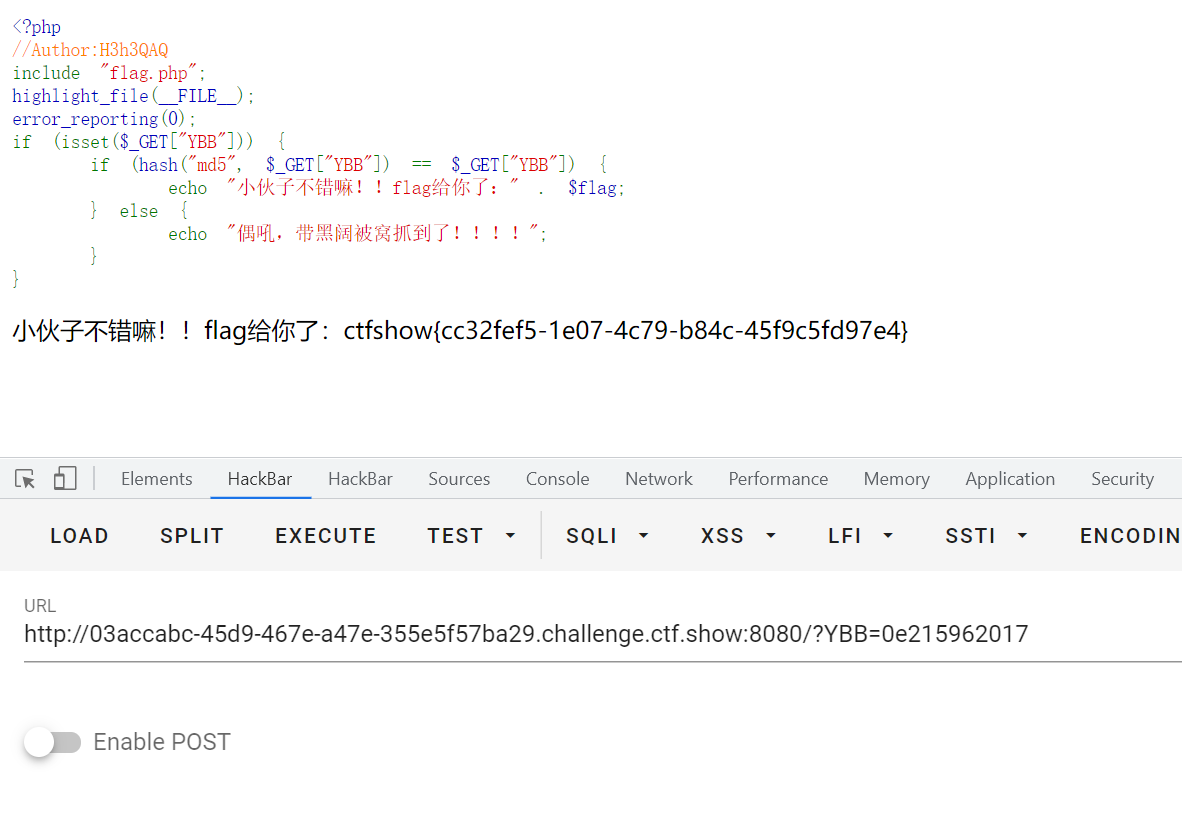 <?php
//Author:H3h3QAQ
include "flag.php";
highlight_file(__FILE__);
error_reporting(0);
if (isset($_GET["YBB"])) {
if (hash("md5", $_GET["YBB"]) == $_GET["YBB"]) {
echo "小伙子不错嘛！！flag给你了：" . $flag;
} else {
echo "偶吼，带黑阔被窝抓到了！！！！";
}
}
小伙子不错嘛！！flag给你了：ctfshow{cc32fef5-1e07-4c79-b84c-45f9c5fd97e4}
Elements HackBar HackBar Sources Console Network Performance Memory Application Security
LOAD SPLIT EXECUTE TEST SQLI XSS LFI SSTI ENCODIN
URL
http://03accabc-45d9-467e-a47e-355e5f57ba29.challenge.ctf.show:8080/?YBB=0e215962017
Enable POST